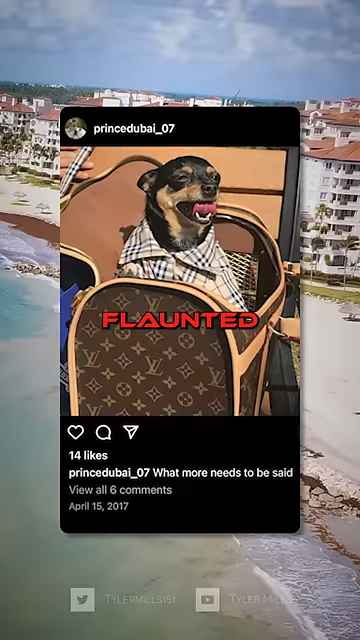 princedubai_07
FLAUNTED
14 likes
princedubai_07 What more needs to be said
View all 6 comments
April 15, 2017
TYLERMILLS151 TYLER MILLS